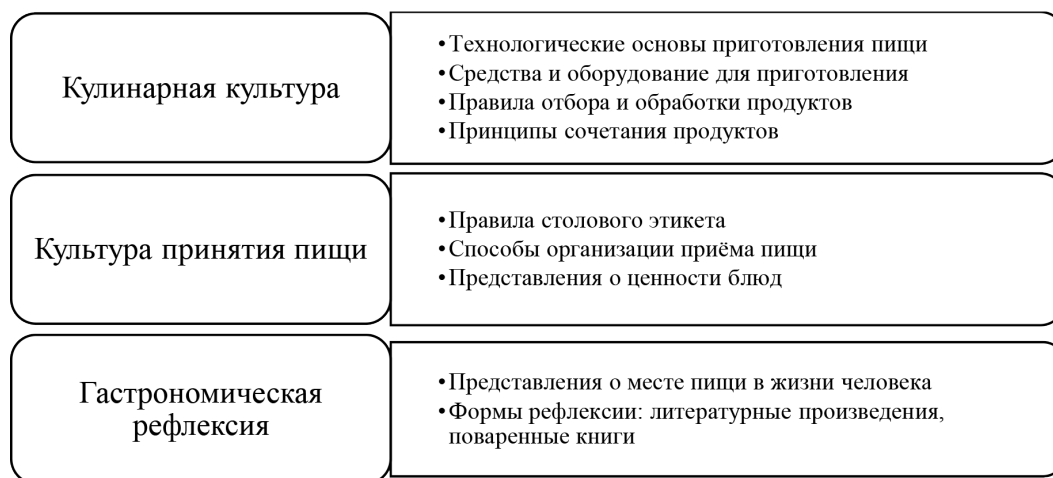 Кулинарная культура
•Технологические основы приготовления пищи
•Средства и оборудование для приготовления
•Правила отбора и обработки продуктов
•Принципы сочетания продуктов
Культура принятия пищи
•Правила столового этикета
•Способы организации приёма пищи
•Представления о ценности блюд
Гастрономическая
рефлексия
•Представления о месте пищи в жизни человека
•Формы рефлексии: литературные произведения,
поваренные книги